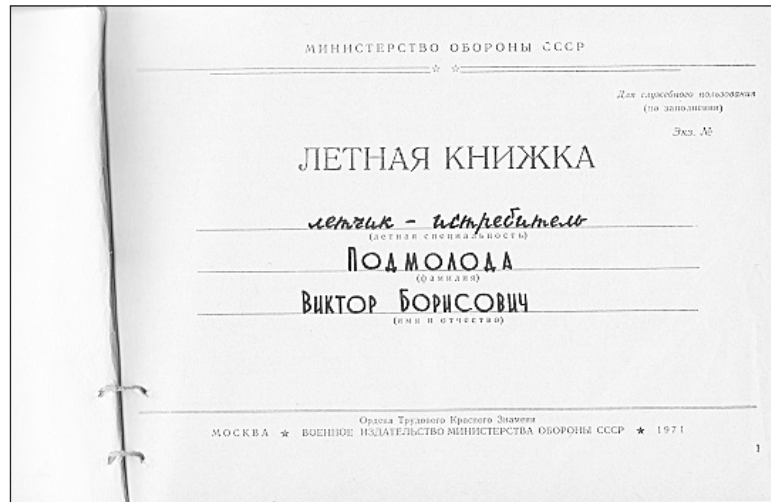 МИНИСТЕРСТВО ОБОРОНЫ СССР
Для служебного пользования
(по заполнении)
Экз. №
ЛЕТНАЯ КНИЖКА
летчик - истребитель
(летная специальность)
ПОДМОЛОДА
(фамилия)
ВИКТОР БОРИСОВИЧ
(имя и отчество)
Ордена Трудового Красного Знамени
МОСКВА ★ ВОЕННОЕ ИЗДАТЕЛЬСТВО МИНИСТЕРСТВА ОБОРОНЫ СССР ★ 1971
1